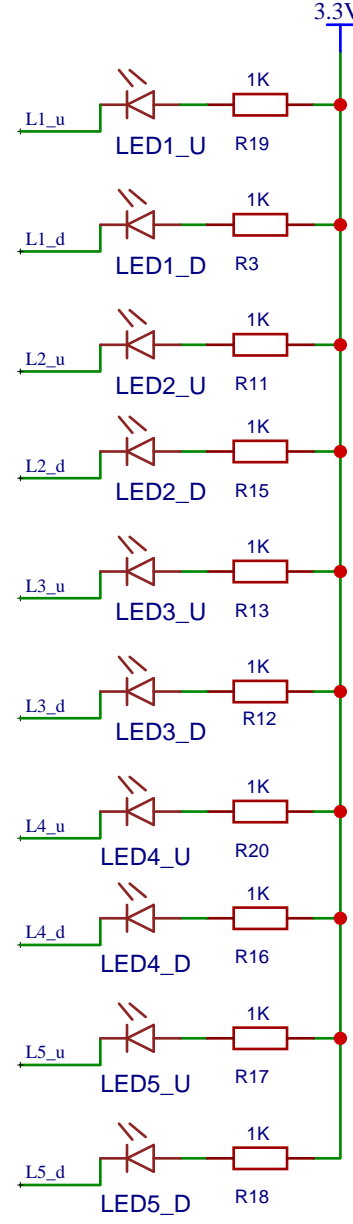 3.3V
1K
L1_u
LED1_U R19
1K
L1_d
LED1_D R3
1K
L2_u
LED2_U R11
1K
L2_d
LED2_D R15
1K
L3_u
LED3_U R13
1K
L3_d
LED3_D R12
1K
L4_u
LED4_U R20
1K
L4_d
LED4_D R16
1K
L5_u
LED5_U R17
1K
L5_d
LED5_D R18